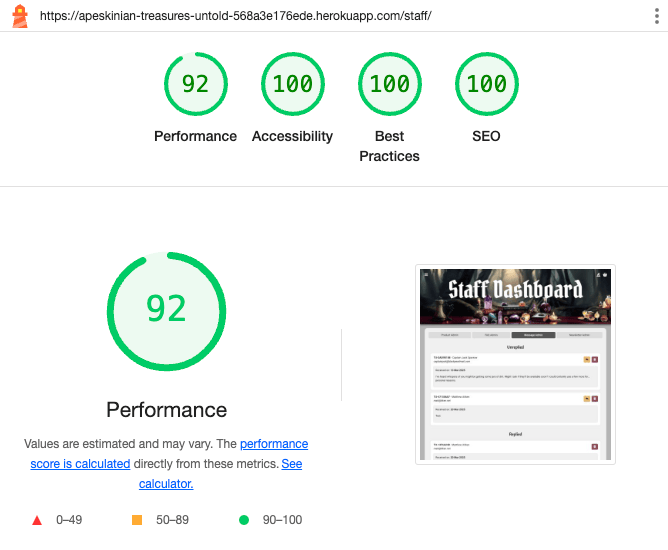 https://apeskinian-treasures-untold-568a3e176ede.herokuapp.com/staff/
92
100
100
100
Performance
Accessibility
Best
Practices
SEO
92
Performance
Values are estimated and may vary. The performance
score is calculated directly from these metrics. See
calculator.
0–49
50–89
90–100
Staff Dashboard
Unreplied
Replied